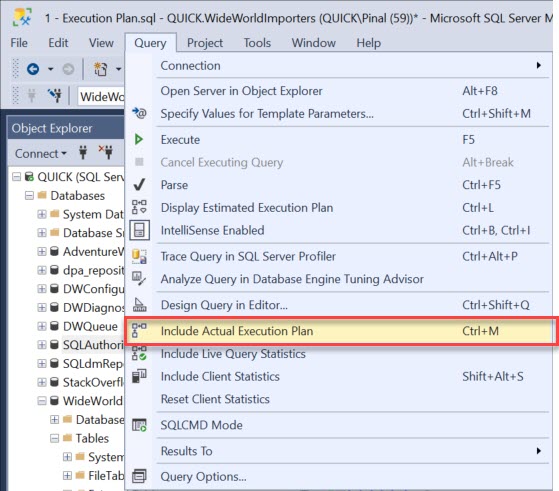 1 - Execution Plan.sql - QUICK.WideWorldImporters (QUICK\Pinal (59))* - Microsoft SQL Server M
File Edit View Query Project Tools Window Help
Connection
Open Server in Object Explorer Alt+F8
WideWo
Specify Values for Template Parameters... Ctrl+Shift+M
Object Explorer
Execute F5
Connect
Cancel Executing Query Alt+Break
QUICK (SQL Serv
Parse Ctrl+F5
Databases
Display Estimated Execution Plan Ctrl+L
System Dat
IntelliSense Enabled Ctrl+B, Ctrl+I
Database Sn
AdventureW
Trace Query in SQL Server Profiler Ctrl+Alt+P
dpa_reposit
Analyze Query in Database Engine Tuning Advisor
DWConfigu
DWDiagnos
Design Query in Editor... Ctrl+Shift+Q
DWQueue
Include Actual Execution Plan Ctrl+M
SQLAuthori
Include Live Query Statistics
SQLdmRepo
Include Client Statistics Shift+Alt+S
StackOverfl
Reset Client Statistics
WideWorld
Database
SQLCMD Mode
Tables
Results To
System
FileTab
Query Options...